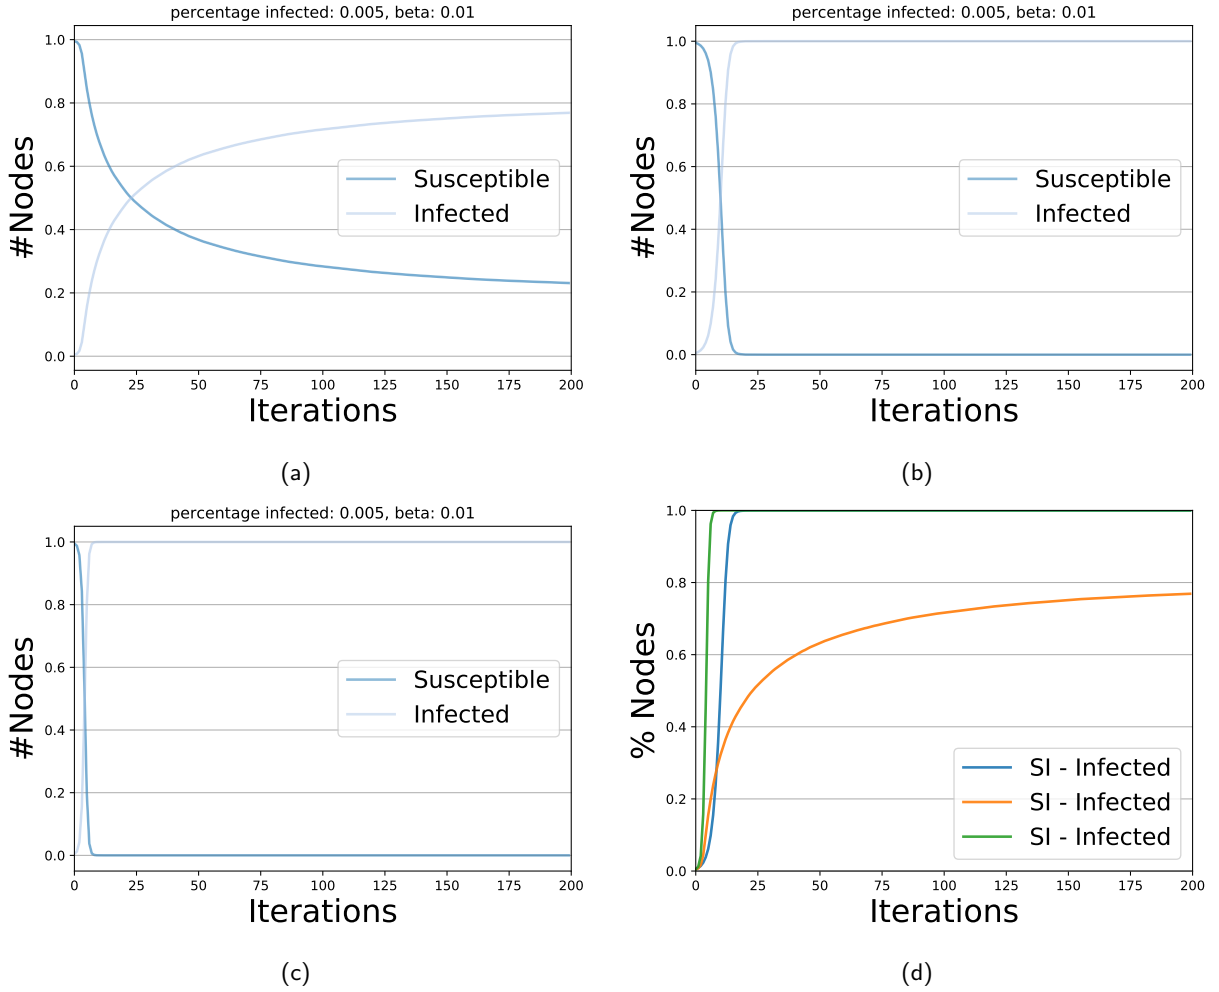 percentage infected: 0.005, beta: 0.01
1.0
0.8
0.6
0.4
0.2
0.0
#Nodes
Susceptible
Infected
0 25 50 75 100 125 150 175 200
Iterations
(a)
percentage infected: 0.005, beta: 0.01
1.0
0.8
0.6
0.4
0.2
0.0
#Nodes
Susceptible
Infected
0 25 50 75 100 125 150 175 200
Iterations
(b)
percentage infected: 0.005, beta: 0.01
1.0
0.8
0.6
0.4
0.2
0.0
#Nodes
Susceptible
Infected
0 25 50 75 100 125 150 175 200
Iterations
(c)
1.0
0.8
0.6
0.4
0.2
0.0
% Nodes
SI - Infected
SI - Infected
SI - Infected
0 25 50 75 100 125 150 175 200
Iterations
(d)